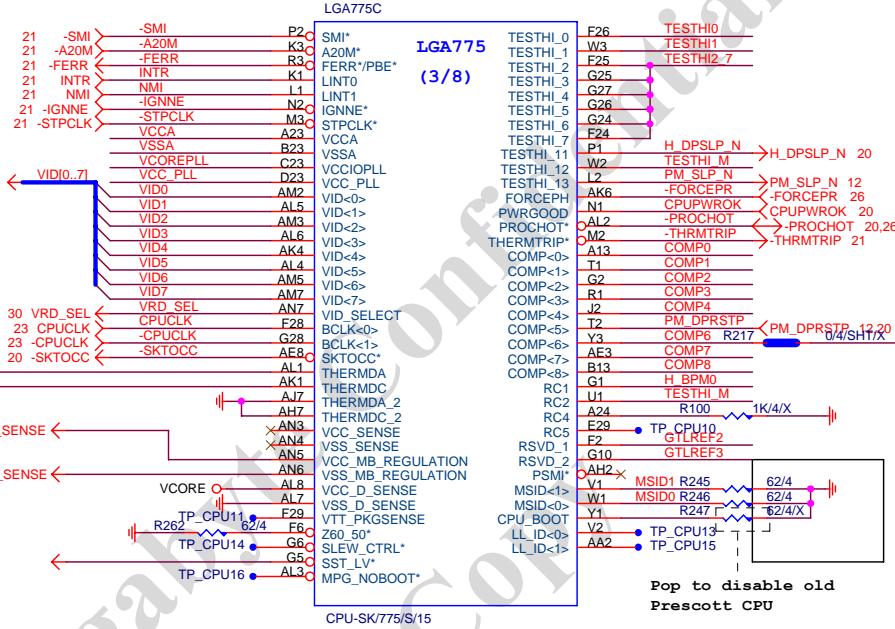 LGA775C
LGA775
(3/8)
21 -SMI -SMI P2 SMI* TESTHI_0 F26 TESTHI0
21 -A20M -A20M K3 A20M* TESTHI_1 W3 TESTHI1
21 -FERR -FERR R3 FERR*/PBE* TESTHI_2 F25 TESTHI2_7
21 INTR INTR K1 LINT0 TESTHI_3 G25
21 NMI NMI L1 LINT1 TESTHI_4 G27
21 -IGNNE -IGNNE N2 IGNNE* TESTHI_5 G26
21 -STPCLK -STPCLK M3 STPCLK* TESTHI_6 G24
VCCA A23 VCCA TESTHI_7 F24
VSSA B23 VSSA TESTHI_11 P1 H_DPSLP_N H_DPSLP_N 20
VCOREPLL C23 VCCIOPLL TESTHI_12 W2 TESTHI_M
VID[0..7] VCC_PLL D23 VCC_PLL TESTHI_13 L2 PM_SLP_N PM_SLP_N 12
VID0 AM2 VID<0> FORCEPH AK6 -FORCEPR -FORCEPR 26
VID1 AL5 VID<1> PWRGOOD N1 CPUPWROK CPUPWROK 20
VID2 AM3 VID<2> PROCHOT* AL2 -PROCHOT -PROCHOT 20,26
VID3 AL6 VID<3> THERMTRIP* M2 -THRMTRIP -THRMTRIP 21
VID4 AK4 VID<4> COMP<0> A13 COMP0
VID5 AL4 VID<5> COMP<1> T1 COMP1
VID6 AM5 VID<6> COMP<2> G2 COMP2
VID7 AM7 VID<7> COMP<3> R1 COMP3
30 VRD_SEL VRD_SEL AN7 VID_SELECT COMP<4> J2 COMP4
23 CPUCLK CPUCLK F28 BCLK<0> COMP<5> T2 PM_DPRSTP PM_DPRSTP 12,20
23 -CPUCLK -CPUCLK G28 BCLK<1> COMP<6> Y3 COMP6 R217 0/4/SHT/X
20 -SKTOCC -SKTOCC AE8 SKTOCC* COMP<7> AE3 COMP7
AL1 THERMDA COMP<8> B13 COMP8
AK1 THERMDC RC1 G1 H_BPM0
AJ7 THERMDA_2 RC2 U1 TESTHI_M
AH7 THERMDC_2 RC4 A24 R100 1K/4/X
_SENSE AN3 VCC_SENSE RC5 E29 TP_CPU10
AN4 VSS_SENSE RSVD_1 F2 GTLREF2
AN5 VCC_MB_REGULATION RSVD_2 G10 GTLREF3
_SENSE AN6 VSS_MB_REGULATION PSMI* AH2
VCORE AL8 VCC_D_SENSE MSID<1> V1 MSID1 R245 62/4
AL7 VSS_D_SENSE MSID<0> W1 MSID0 R246 62/4
TP_CPU11 F29 VTT_PKGSENSE CPU_BOOT Y1 R247 62/4/X
R262 62/4 F6 Z60_50* LL_ID<0> V2 TP_CPU13
TP_CPU14 G6 SLEW_CTRL* LL_ID<1> AA2 TP_CPU15
G5 SST_LV*
TP_CPU16 AL3 MPG_NOBOOT*
Pop to disable old
Prescott CPU
CPU-SK/775/S/15
gabyte Confidential
Copy